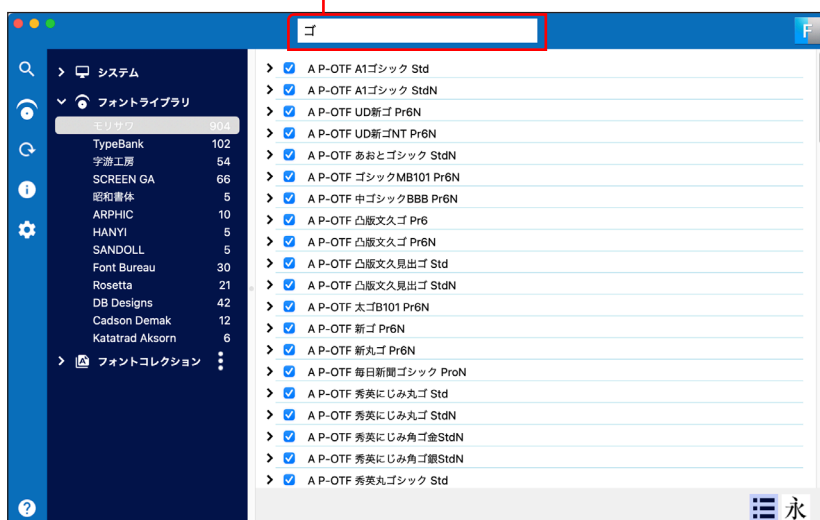 ゴ
F
システム
フォントライブラリ
モリサワ 904
TypeBank 102
字游工房 54
SCREEN GA 66
昭和書体 5
ARPHIC 10
HANYI 5
SANDOLL 5
Font Bureau 30
Rosetta 21
DB Designs 42
Cadson Demak 12
Katatrad Aksorn 6
フォントコレクション
A P-OTF A1ゴシック Std
A P-OTF A1ゴシック StdN
A P-OTF UD新ゴ Pr6N
A P-OTF UD新ゴNT Pr6N
A P-OTF あおとゴシック StdN
A P-OTF ゴシックMB101 Pr6N
A P-OTF 中ゴシックBBB Pr6N
A P-OTF 凸版文久ゴ Pr6
A P-OTF 凸版文久ゴ Pr6N
A P-OTF 凸版文久見出ゴ Std
A P-OTF 凸版文久見出ゴ StdN
A P-OTF 太ゴB101 Pr6N
A P-OTF 新ゴ Pr6N
A P-OTF 新丸ゴ Pr6N
A P-OTF 毎日新聞ゴシック ProN
A P-OTF 秀英にじみ丸ゴ Std
A P-OTF 秀英にじみ丸ゴ StdN
A P-OTF 秀英にじみ角ゴ金StdN
A P-OTF 秀英にじみ角ゴ銀StdN
A P-OTF 秀英丸ゴシック Std
永